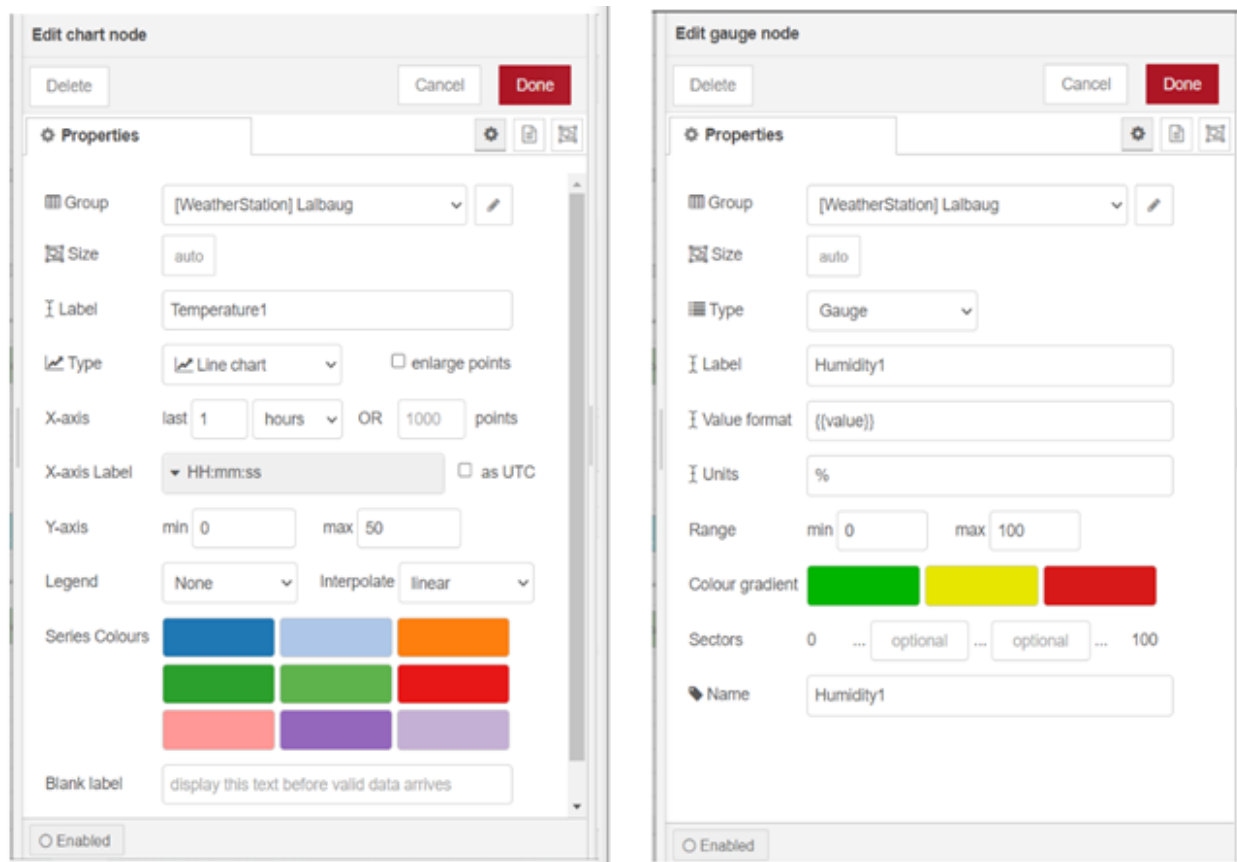 Edit chart node
Delete Cancel Done
Properties
Group [WeatherStation] Lalbaug
Size auto
Label Temperature1
Type Line chart enlarge points
X-axis last 1 hours OR 1000 points
X-axis Label HH:mm:ss as UTC
Y-axis min 0 max 50
Legend None Interpolate linear
Series Colours
Blank label display this text before valid data arrives
Enabled
Edit gauge node
Delete Cancel Done
Properties
Group [WeatherStation] Lalbaug
Size auto
Type Gauge
Label Humidity1
Value format {{value}}
Units %
Range min 0 max 100
Colour gradient
Sectors 0 ... optional ... optional ... 100
Name Humidity1
Enabled